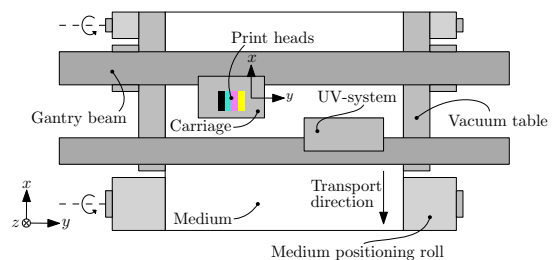 Print heads
x
y
UV-system
Gantry beam
Carriage
Vacuum table
x
Transport
direction
z
y
Medium
Medium positioning roll